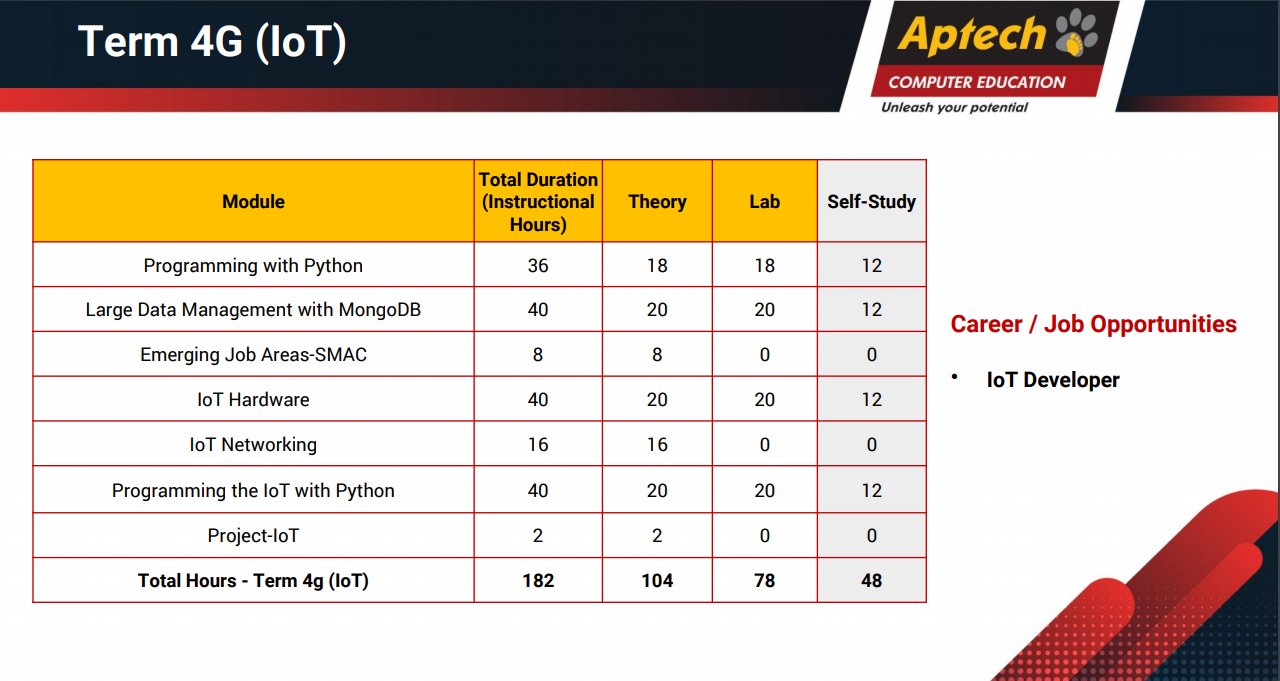 Term 4G (IoT)
Aptech
COMPUTER EDUCATION
Unleash your potential
Module Total Duration (Instructional Hours) Theory Lab Self-Study
Programming with Python 36 18 18 12
Large Data Management with MongoDB 40 20 20 12
Emerging Job Areas-SMAC 8 8 0 0
IoT Hardware 40 20 20 12
IoT Networking 16 16 0 0
Programming the IoT with Python 40 20 20 12
Project-IoT 2 2 0 0
Total Hours - Term 4g (IoT) 182 104 78 48
Career / Job Opportunities
• IoT Developer